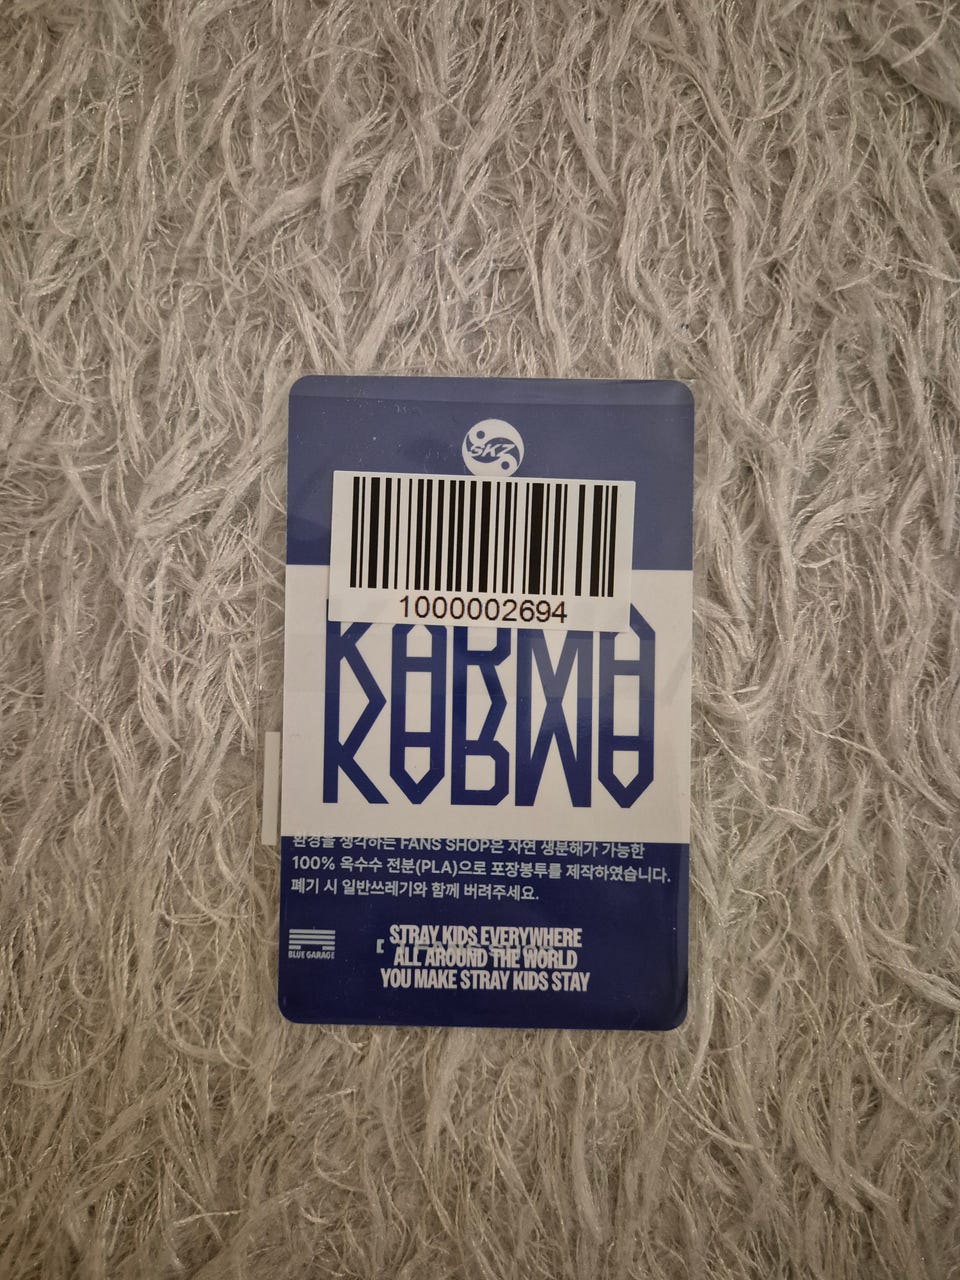 SKZ
1000002694
KARMA
KARMA
환경을 생각하는 FANS SHOP은 자연 생분해가 가능한
100% 옥수수 전분(PLA)으로 포장봉투를 제작하였습니다.
폐기 시 일반쓰레기와 함께 버려주세요.
BLUE GARAGE
STRAY KIDS EVERYWHERE
ALL AROUND THE WORLD
YOU MAKE STRAY KIDS STAY